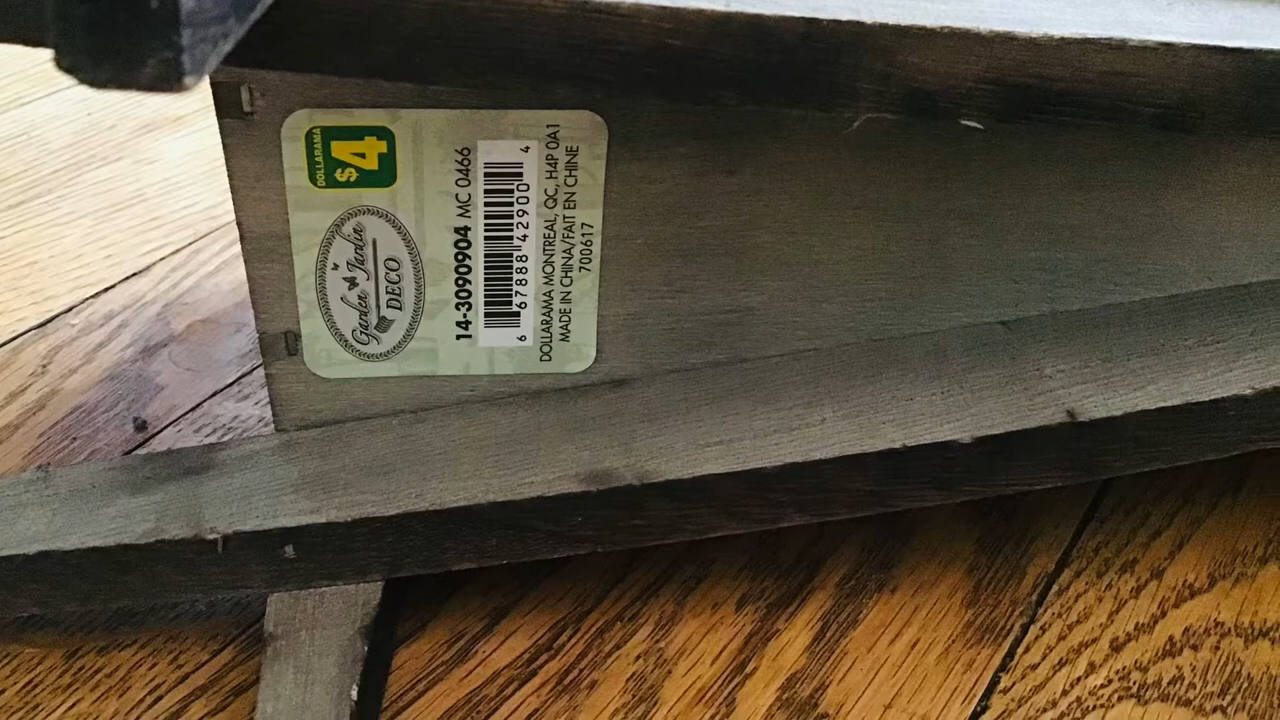 DOLLARAMA
$4
Garden Jardin
DECO
14-3090904 MC 0466
6 67888 42900 4
DOLLARAMA MONTREAL, QC, H4P 0A1
MADE IN CHINA/FAIT EN CHINE
700617